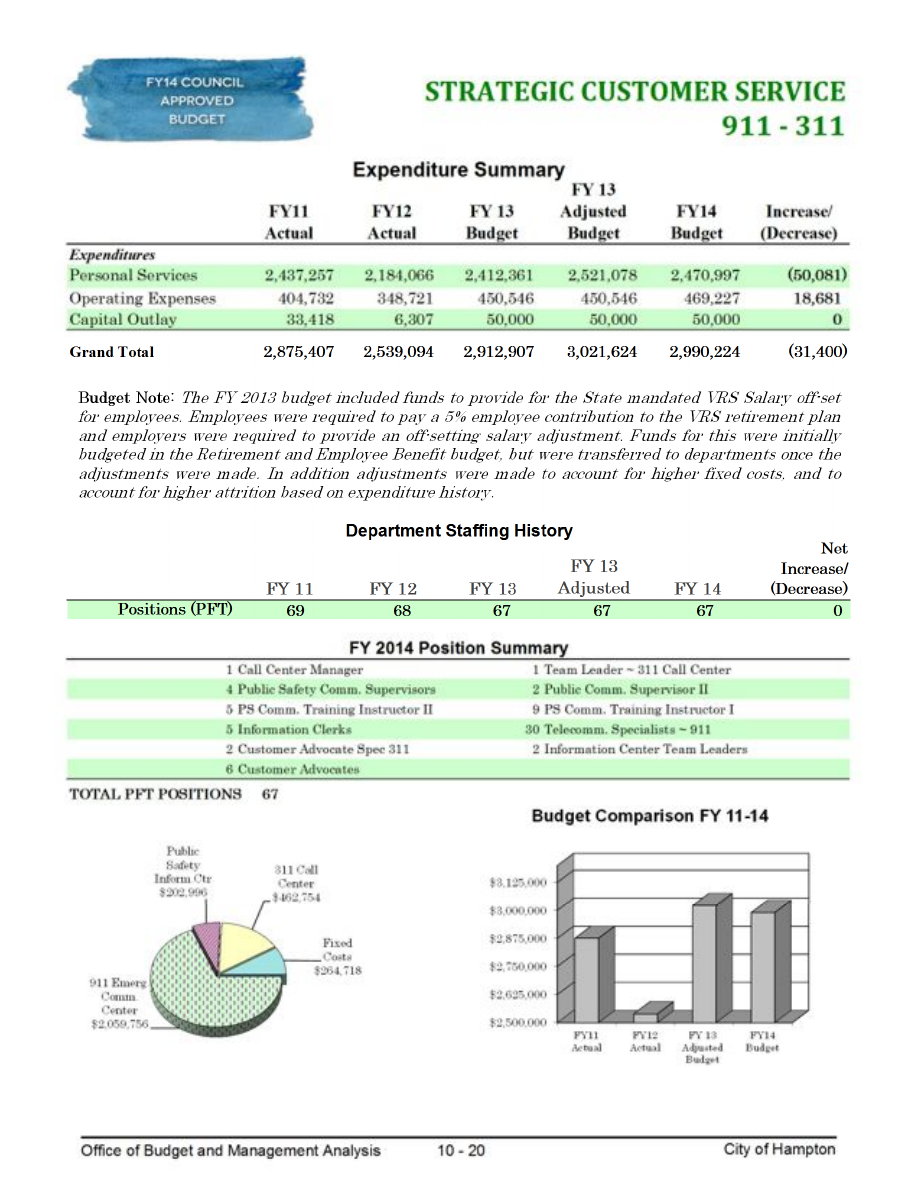 FY14 COUNCIL
APPROVED
BUDGET
STRATEGIC CUSTOMER SERVICE
911 - 311
Expenditure Summary
FY11 Actual FY12 Actual FY 13 Budget FY 13 Adjusted Budget FY14 Budget Increase/ (Decrease)
Expenditures
Personal Services 2,437,257 2,184,066 2,412,361 2,521,078 2,470,997 (50,081)
Operating Expenses 404,732 348,721 450,546 450,546 469,227 18,681
Capital Outlay 33,418 6,307 50,000 50,000 50,000 0
Grand Total 2,875,407 2,539,094 2,912,907 3,021,624 2,990,224 (31,400)
Budget Note: The FY 2013 budget included funds to provide for the State mandated VRS Salary off-set
for employees. Employees were required to pay a 5% employee contribution to the VRS retirement plan
and employers were required to provide an off-setting salary adjustment. Funds for this were initially
budgeted in the Retirement and Employee Benefit budget, but were transferred to departments once the
adjustments were made. In addition adjustments were made to account for higher fixed costs, and to
account for higher attrition based on expenditure history.
Department Staffing History
FY 11 FY 12 FY 13 FY 13 Adjusted FY 14 Net Increase/ (Decrease)
Positions (PFT) 69 68 67 67 67 0
FY 2014 Position Summary
1 Call Center Manager 1 Team Leader ~ 311 Call Center
4 Public Safety Comm. Supervisors 2 Public Comm. Supervisor II
5 PS Comm. Training Instructor II 9 PS Comm. Training Instructor I
5 Information Clerks 30 Telecomm. Specialists ~ 911
2 Customer Advocate Spec 311 2 Information Center Team Leaders
6 Customer Advocates
TOTAL PFT POSITIONS 67
Public
Safety
Inform Ctr
$202,996
311 Call
Center
$462,754
Fixed
Costs
$264,718
911 Emerg
Comm.
Center
$2,059,756
Budget Comparison FY 11-14
$3,125,000
$3,000,000
$2,875,000
$2,750,000
$2,625,000
$2,500,000
FY11 Actual
FY12 Actual
FY 13 Adjusted Budget
FY14 Budget
Office of Budget and Management Analysis 10 - 20 City of Hampton